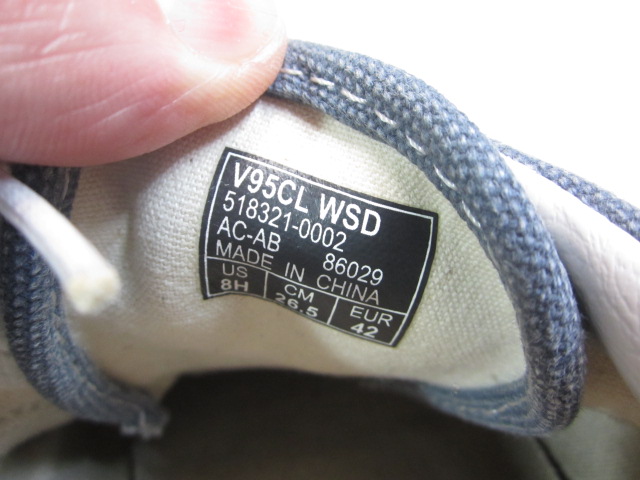 V95CL WSD
518321-0002
AC-AB 86029
MADE IN CHINA
US CM EUR
8H 26.5 42